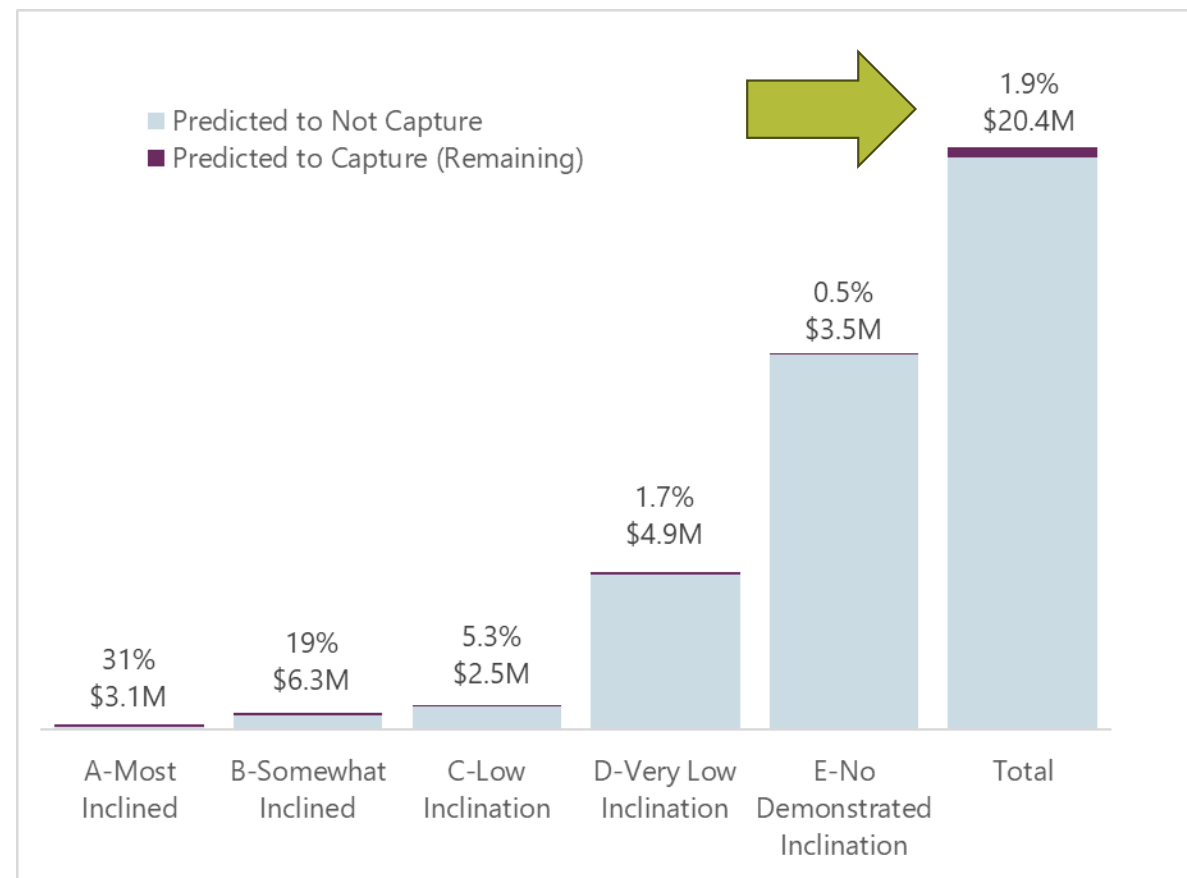 Predicted to Not Capture
Predicted to Capture (Remaining)
1.9%
$20.4M
0.5%
$3.5M
1.7%
$4.9M
5.3%
$2.5M
19%
$6.3M
31%
$3.1M
A-Most
Inclined
B-Somewhat
Inclined
C-Low
Inclination
D-Very Low
Inclination
E-No
Demonstrated
Inclination
Total